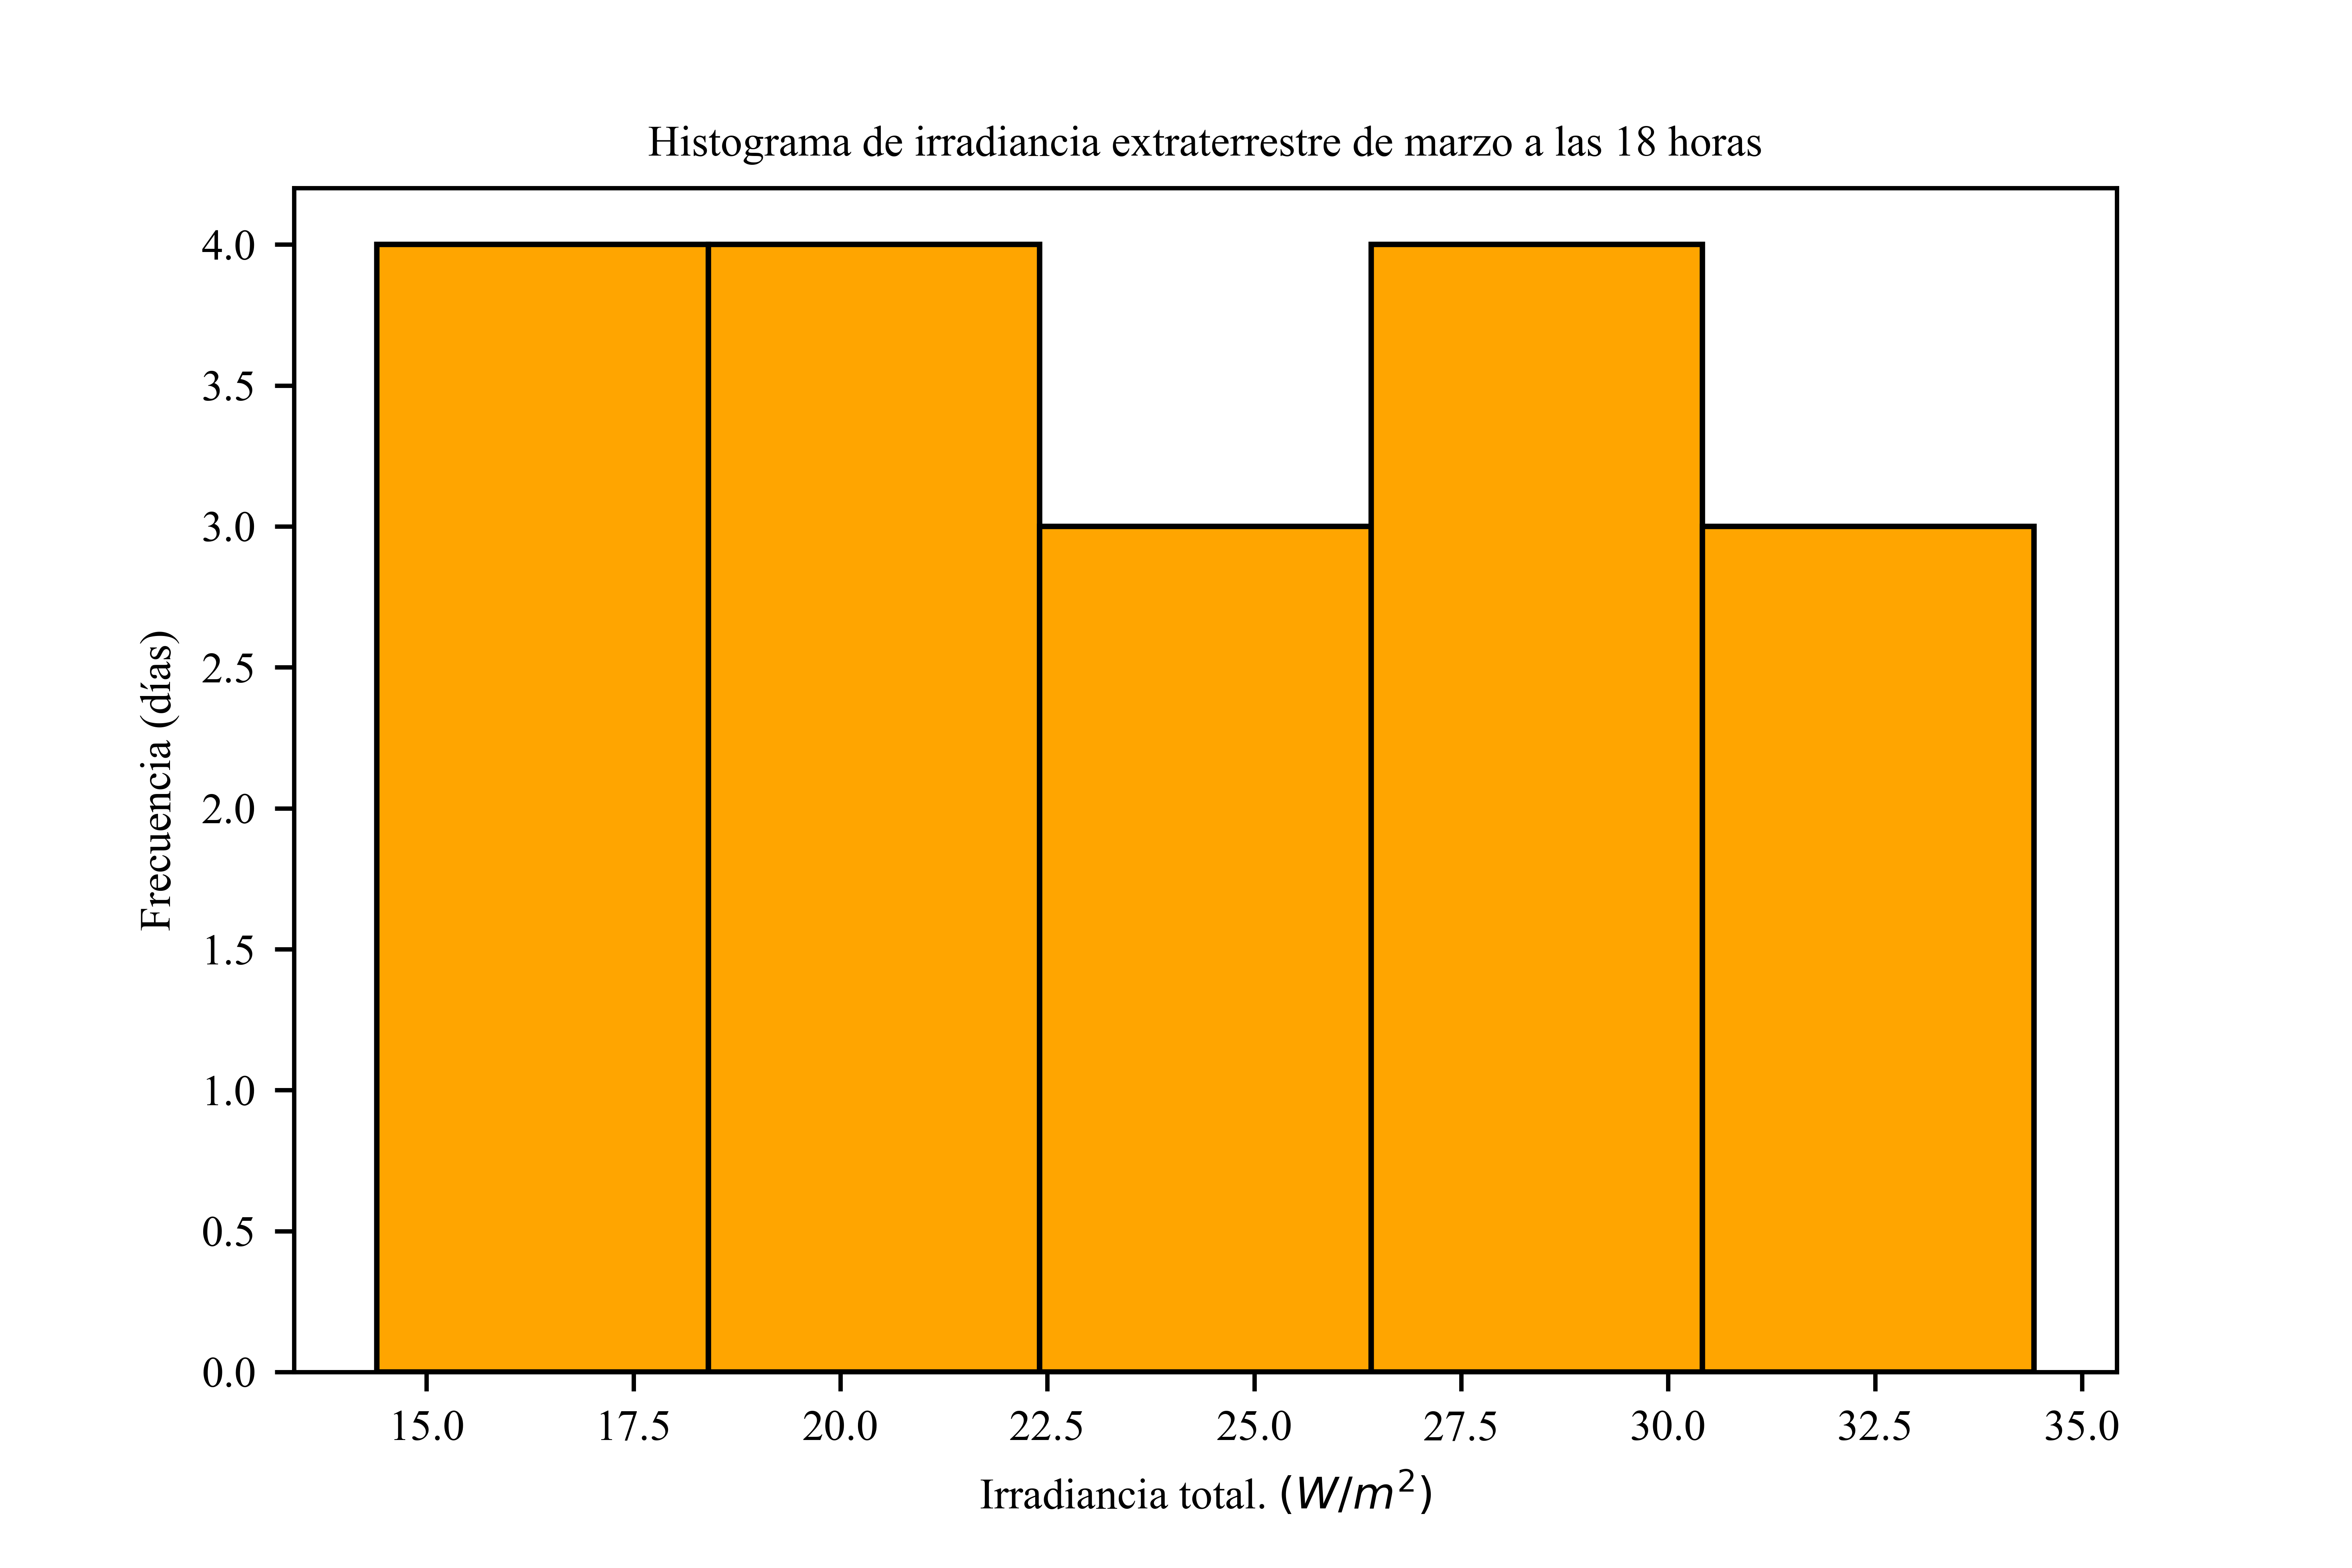 Histograma de irradiancia extraterrestre de marzo a las 18 horas
4.0
3.5
3.0
2.5
2.0
1.5
1.0
0.5
0.0
Frecuencia (días)
15.0 17.5 20.0 22.5 25.0 27.5 30.0 32.5 35.0
Irradiancia total. (W/m²)